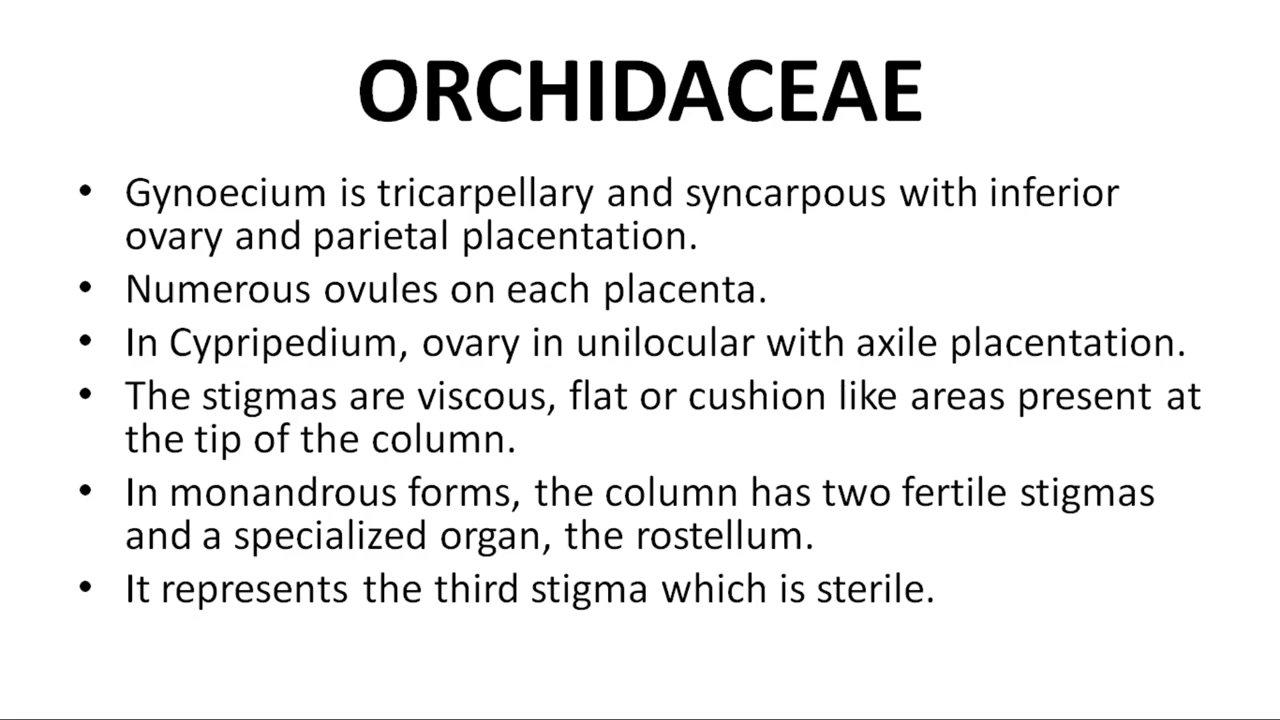 ORCHIDACEAE
• Gynoecium is tricarpellary and syncarpous with inferior
ovary and parietal placentation.
• Numerous ovules on each placenta.
• In Cypripedium, ovary in unilocular with axile placentation.
• The stigmas are viscous, flat or cushion like areas present at
the tip of the column.
• In monandrous forms, the column has two fertile stigmas
and a specialized organ, the rostellum.
• It represents the third stigma which is sterile.